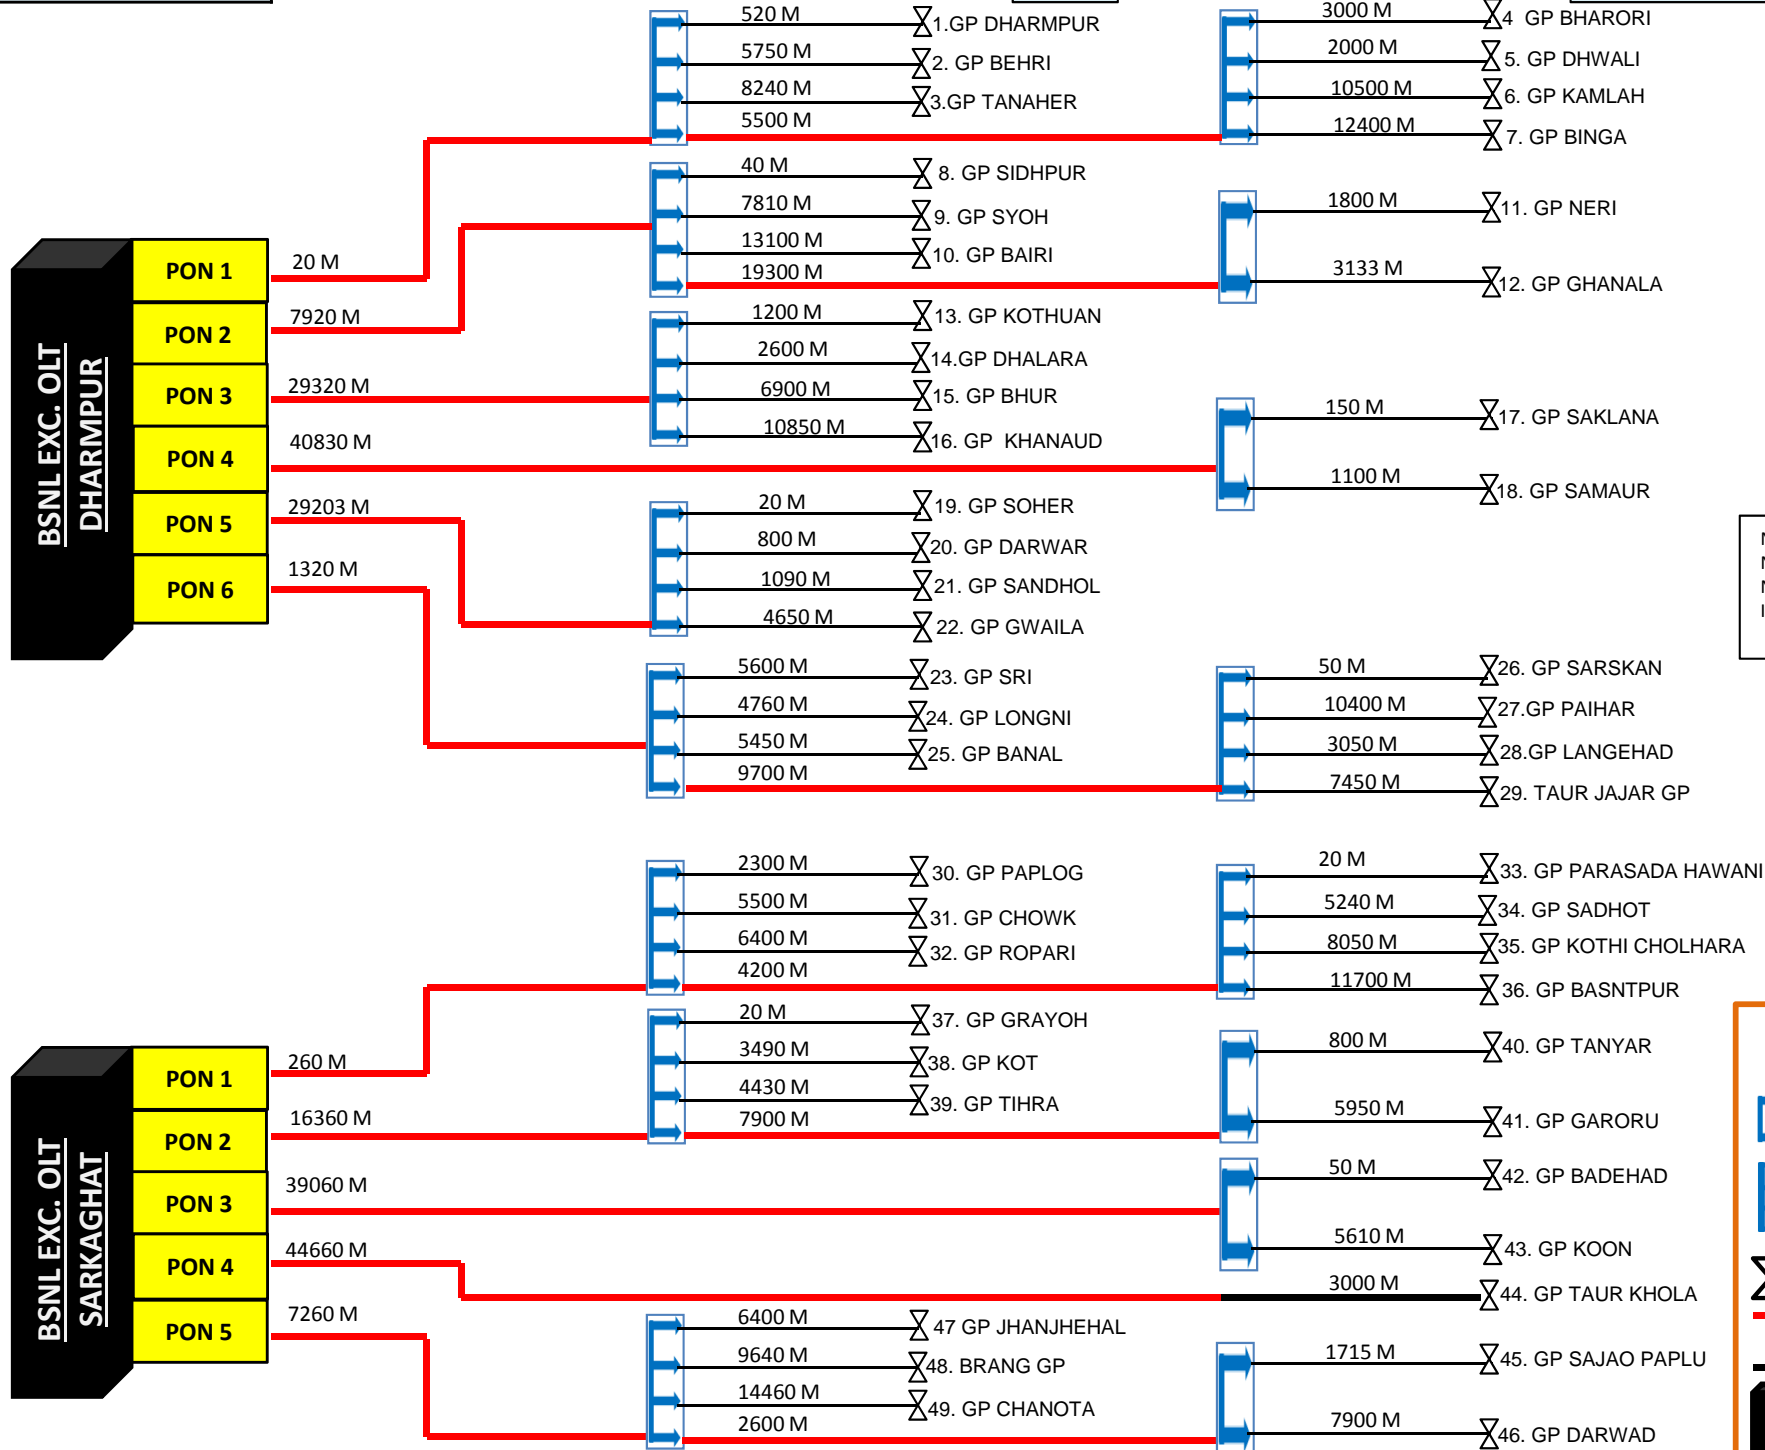 520 M
1.GP DHARMPUR
5750 M
2. GP BEHRI
8240 M
3.GP TANAHER
5500 M
3000 M
4 GP BHARORI
2000 M
5. GP DHWALI
10500 M
6. GP KAMLAH
12400 M
7. GP BINGA
40 M
8. GP SIDHPUR
7810 M
9. GP SYOH
13100 M
10. GP BAIRI
19300 M
1800 M
11. GP NERI
3133 M
12. GP GHANALA
BSNL EXC. OLT
DHARMPUR
PON 1
20 M
PON 2
7920 M
PON 3
29320 M
PON 4
40830 M
PON 5
29203 M
PON 6
1320 M
1200 M
13. GP KOTHUAN
2600 M
14.GP DHALARA
6900 M
15. GP BHUR
10850 M
16. GP KHANAUD
150 M
17. GP SAKLANA
1100 M
18. GP SAMAUR
20 M
19. GP SOHER
800 M
20. GP DARWAR
1090 M
21. GP SANDHOL
4650 M
22. GP GWAILA
5600 M
23. GP SRI
4760 M
24. GP LONGNI
5450 M
25. GP BANAL
9700 M
50 M
26. GP SARSKAN
10400 M
27.GP PAIHAR
3050 M
28.GP LANGEHAD
7450 M
29. TAUR JAJAR GP
2300 M
30. GP PAPLOG
5500 M
31. GP CHOWK
6400 M
32. GP ROPARI
4200 M
20 M
33. GP PARASADA HAWANI
5240 M
34. GP SADHOT
8050 M
35. GP KOTHI CHOLHARA
11700 M
36. GP BASNTPUR
BSNL EXC. OLT
SARKAGHAT
PON 1
260 M
PON 2
16360 M
PON 3
39060 M
PON 4
44660 M
PON 5
7260 M
20 M
37. GP GRAYOH
3490 M
38. GP KOT
4430 M
39. GP TIHRA
7900 M
800 M
40. GP TANYAR
5950 M
41. GP GARORU
50 M
42. GP BADEHAD
5610 M
43. GP KOON
3000 M
44. GP TAUR KHOLA
6400 M
47 GP JHANJHEHAL
9640 M
48. BRANG GP
14460 M
49. GP CHANOTA
2600 M
1715 M
45. GP SAJAO PAPLU
7900 M
46. GP DARWAD